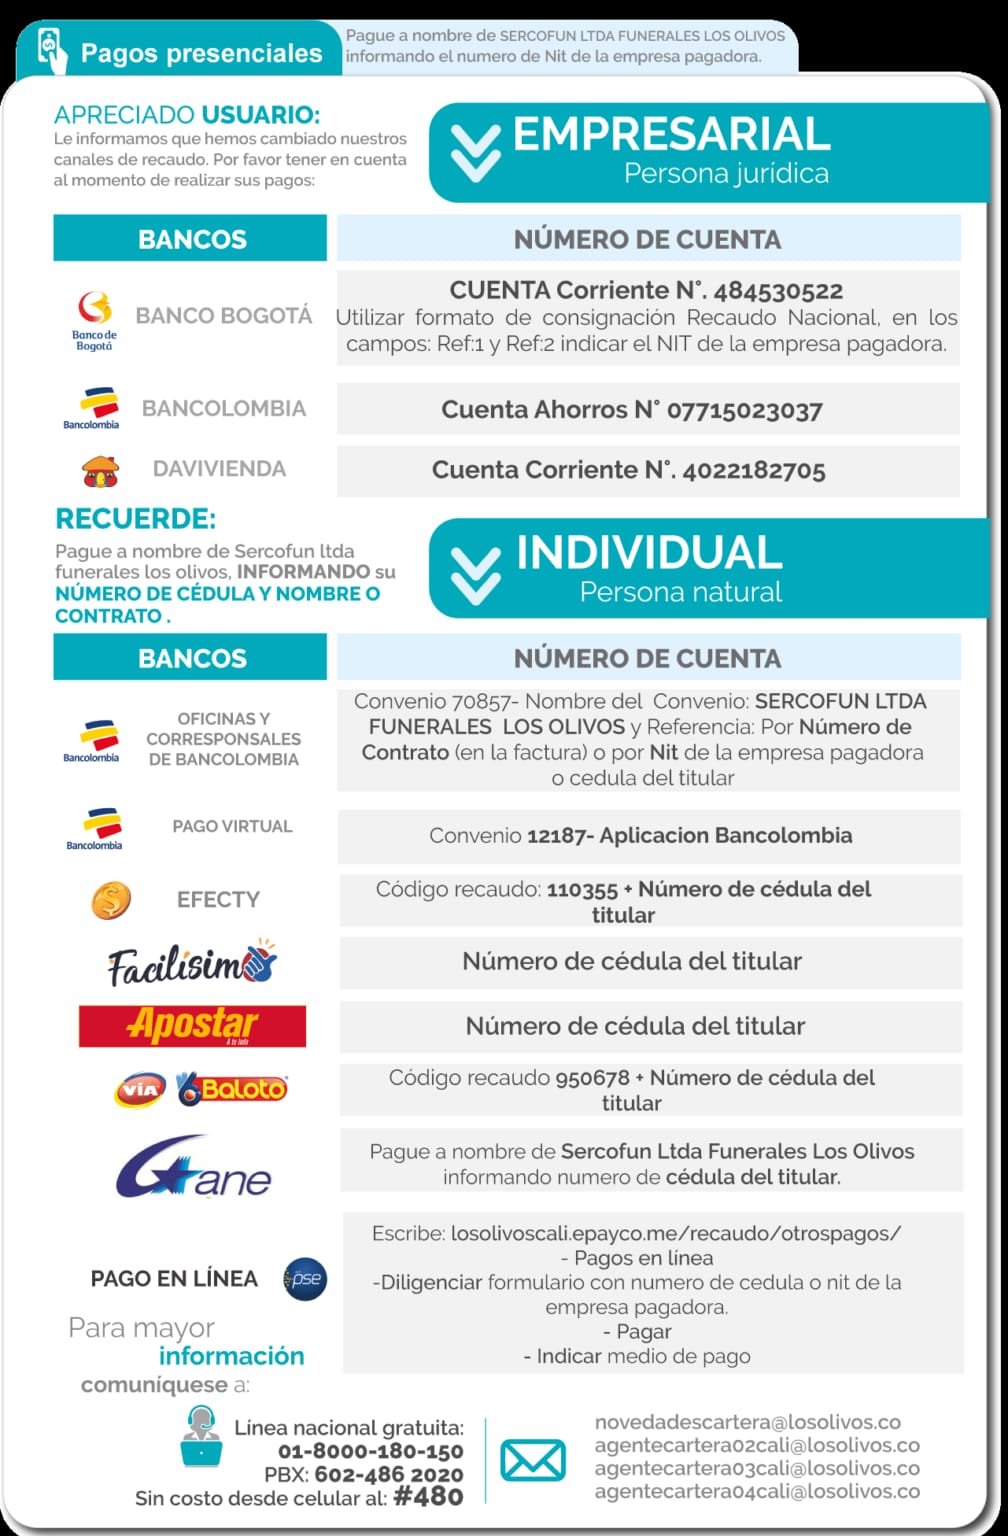 Pagos presenciales
Pague a nombre de SERCOFUN LTDA FUNERALES LOS OLIVOS
informando el numero de Nit de la empresa pagadora.
APRECIADO USUARIO:
Le informamos que hemos cambiado nuestros
canales de recaudo. Por favor tener en cuenta
al momento de realizar sus pagos:
EMPRESARIAL
Persona jurídica
BANCOS
NÚMERO DE CUENTA
Banco de
Bogotá
BANCO BOGOTÁ
CUENTA Corriente N°. 484530522
Utilizar formato de consignación Recaudo Nacional, en los
campos: Ref:1 y Ref:2 indicar el NIT de la empresa pagadora.
Bancolombia
BANCOLOMBIA
Cuenta Ahorros N° 07715023037
DAVIVIENDA
Cuenta Corriente N°. 4022182705
RECUERDE:
Pague a nombre de Sercofun ltda
funerales los olivos, INFORMANDO su
NÚMERO DE CÉDULA Y NOMBRE O
CONTRATO .
INDIVIDUAL
Persona natural
BANCOS
NÚMERO DE CUENTA
Bancolombia
OFICINAS Y
CORRESPONSALES
DE BANCOLOMBIA
Convenio 70857- Nombre del Convenio: SERCOFUN LTDA
FUNERALES LOS OLIVOS y Referencia: Por Número de
Contrato (en la factura) o por Nit de la empresa pagadora
o cedula del titular
Bancolombia
PAGO VIRTUAL
Convenio 12187- Aplicacion Bancolombia
EFECTY
Código recaudo: 110355 + Número de cédula del
titular
Facilísimo
Número de cédula del titular
Apostar
A tu lado
Número de cédula del titular
VIA Baloto
Código recaudo 950678 + Número de cédula del
titular
Gane
Pague a nombre de Sercofun Ltda Funerales Los Olivos
informando numero de cédula del titular.
PAGO EN LÍNEA
pse
Escribe: losolivoscali.epayco.me/recaudo/otrospagos/
- Pagos en línea
-Diligenciar formulario con numero de cedula o nit de la
empresa pagadora.
- Pagar
- Indicar medio de pago
Para mayor
información
comuníquese a:
Línea nacional gratuita:
01-8000-180-150
PBX: 602-486 2020
Sin costo desde celular al: #480
novedadescartera@losolivos.co
agentecartera02cali@losolivos.co
agentecartera03cali@losolivos.co
agentecartera04cali@losolivos.co